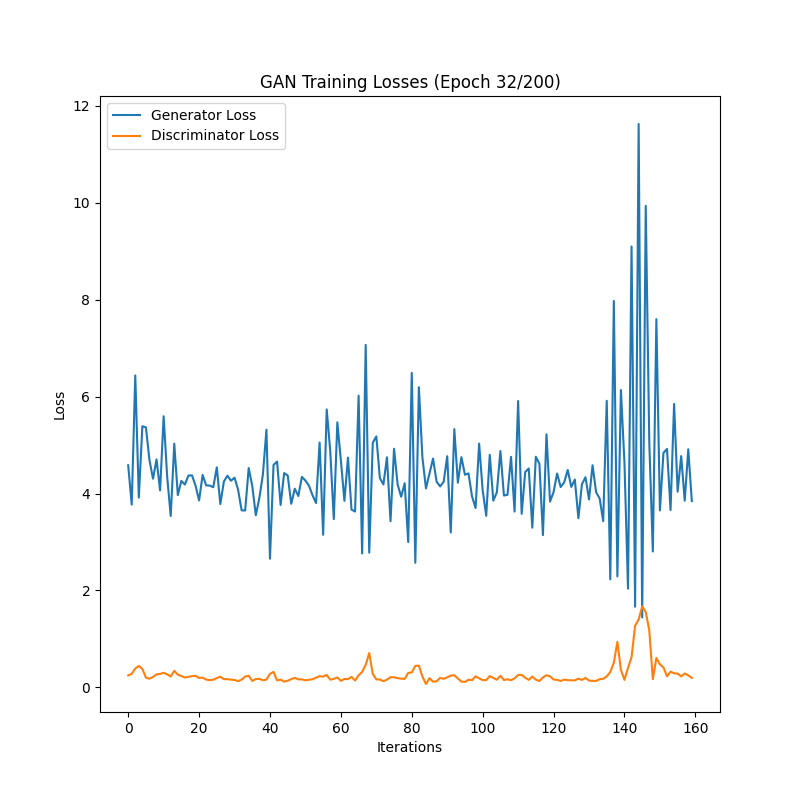 GAN Training Losses (Epoch 32/200)
Generator Loss
Discriminator Loss
Loss
12
10
8
6
4
2
0
0 20 40 60 80 100 120 140 160
Iterations